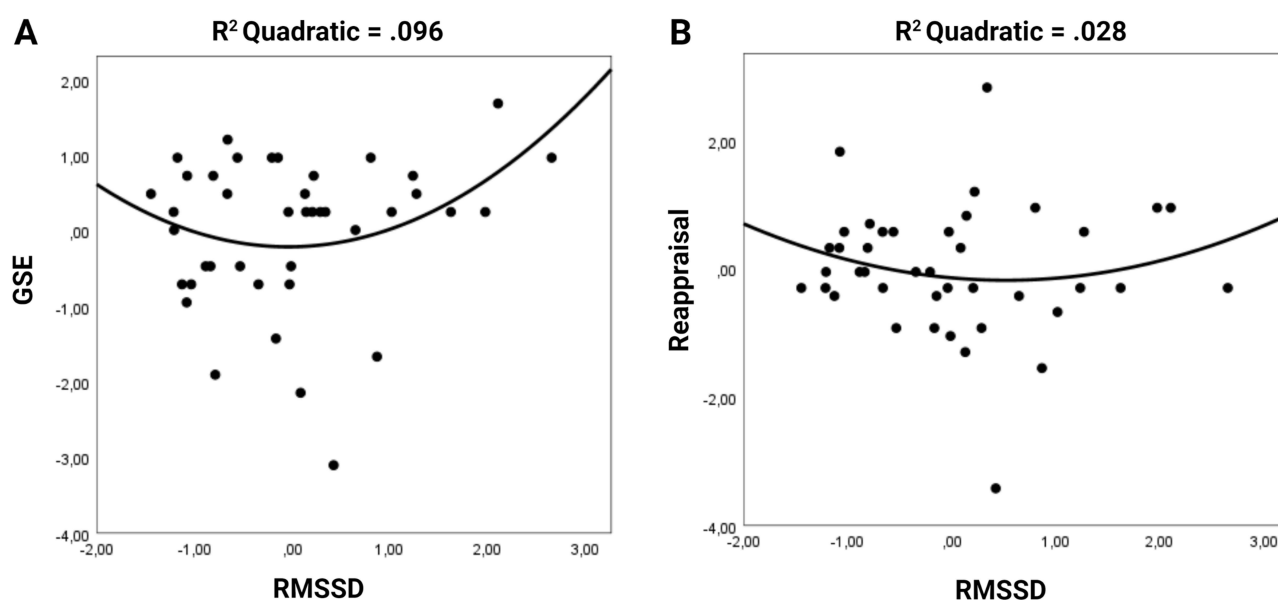 A
R² Quadratic = .096
2,00
1,00
,00
-1,00
-2,00
-3,00
-4,00
GSE
-2,00 -1,00 ,00 1,00 2,00 3,00
RMSSD
B
R² Quadratic = .028
2,00
,00
-2,00
-4,00
Reappraisal
-2,00 -1,00 ,00 1,00 2,00 3,00
RMSSD